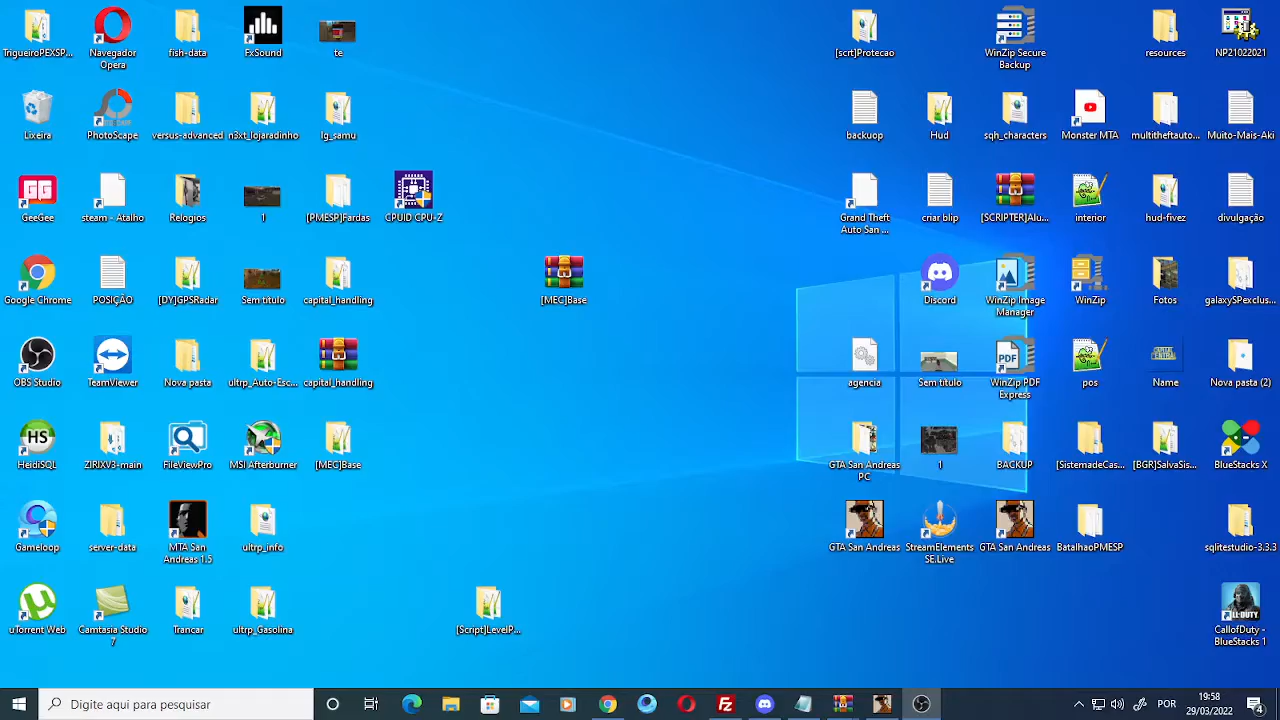 TrigueiroPEXSP...
Navegador
Opera
fish-data
FxSound
te
[scrt]Protecao
WinZip Secure
Backup
resources
NP21022021
Lixeira
PhotoScape
versus-advanced
n3xt_lojaradinho
lg_samu
backuop
Hud
sqh_characters
Monster MTA
multitheftauto...
Muito-Mais-Aki
GeeGee
steam - Atalho
Relogios
1
[PMESP]Fardas
CPUID CPU-Z
Grand Theft
Auto San ...
criar blip
[SCRIPTER]Alu...
interior
hud-fivez
divulgação
Google Chrome
POSIÇÃO
[DY]GPSRadar
Sem título
capital_handling
[MEC]Base
Discord
WinZip Image
Manager
WinZip
Fotos
galaxySPexclus...
OBS Studio
TeamViewer
Nova pasta
ultrp_Auto-Esc...
capital_handling
agencia
Sem título
PDF
WinZip PDF
Express
pos
Name
Nova pasta (2)
HS
HeidiSQL
ZIRIXV3-main
FileViewPro
MSI Afterburner
[MEC]Base
GTA San Andreas
PC
1
BACKUP
[SistemadeCas...
[BGR]SalvaSis...
BlueStacks X
Gameloop
server-data
MTA San
Andreas 1.5
ultrp_info
GTA San Andreas
StreamElements
SE.Live
GTA San Andreas
BatalhaoPMESP
sqlitestudio-3.3.3
uTorrent Web
Camtasia Studio
7
Trancar
ultrp_Gasolina
[Script]LevelP...
CallofDuty -
BlueStacks 1
Digite aqui para pesquisar
Fz
POR
19:58
29/03/2022
4